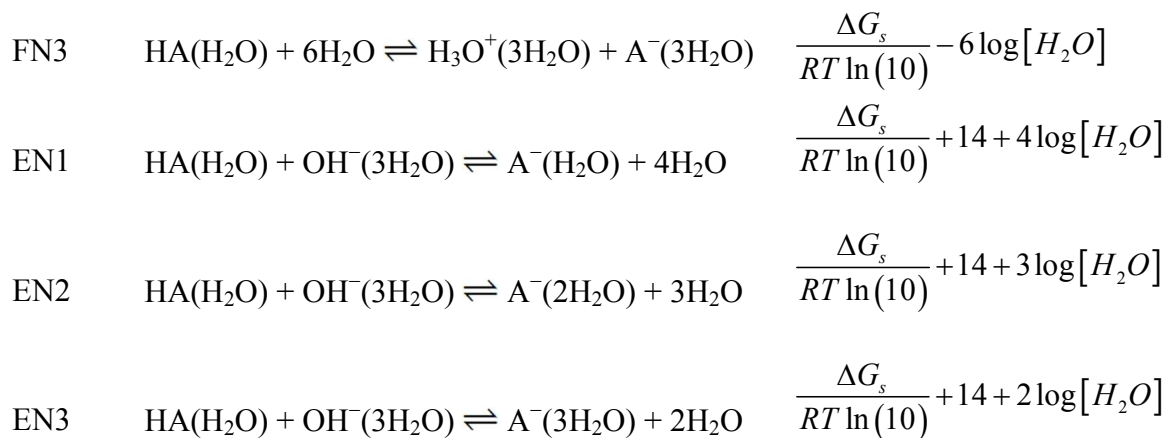 FN3 HA(H₂O) + 6H₂O ⇌ H₃O⁺(3H₂O) + A⁻(3H₂O) ΔGₛ/RT ln(10) − 6 log[H₂O]
EN1 HA(H₂O) + OH⁻(3H₂O) ⇌ A⁻(H₂O) + 4H₂O ΔGₛ/RT ln(10) + 14 + 4 log[H₂O]
EN2 HA(H₂O) + OH⁻(3H₂O) ⇌ A⁻(2H₂O) + 3H₂O ΔGₛ/RT ln(10) + 14 + 3 log[H₂O]
EN3 HA(H₂O) + OH⁻(3H₂O) ⇌ A⁻(3H₂O) + 2H₂O ΔGₛ/RT ln(10) + 14 + 2 log[H₂O]